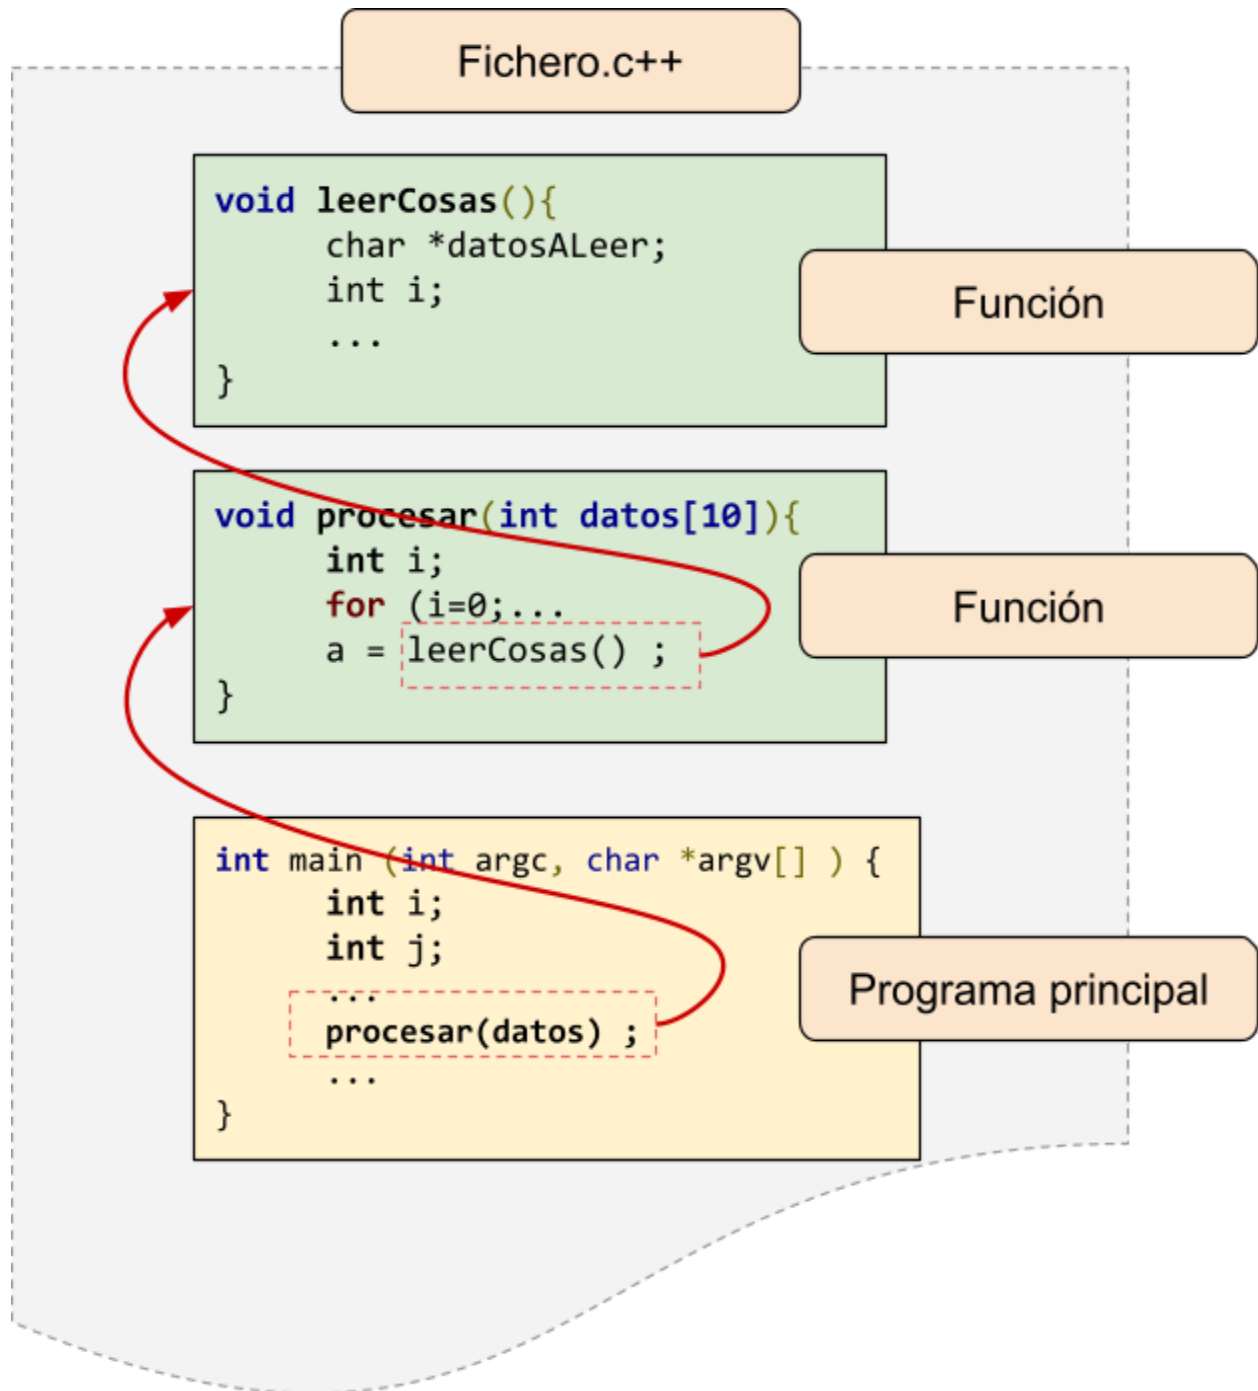 Fichero.c++
void leerCosas(){
char *datosALeer;
int i;
...
}
Función
void procesar(int datos[10]){
int i;
for (i=0;...
a = leerCosas() ;
}
Función
int main (int argc, char *argv[] ) {
int i;
int j;
...
procesar(datos) ;
...
}
Programa principal